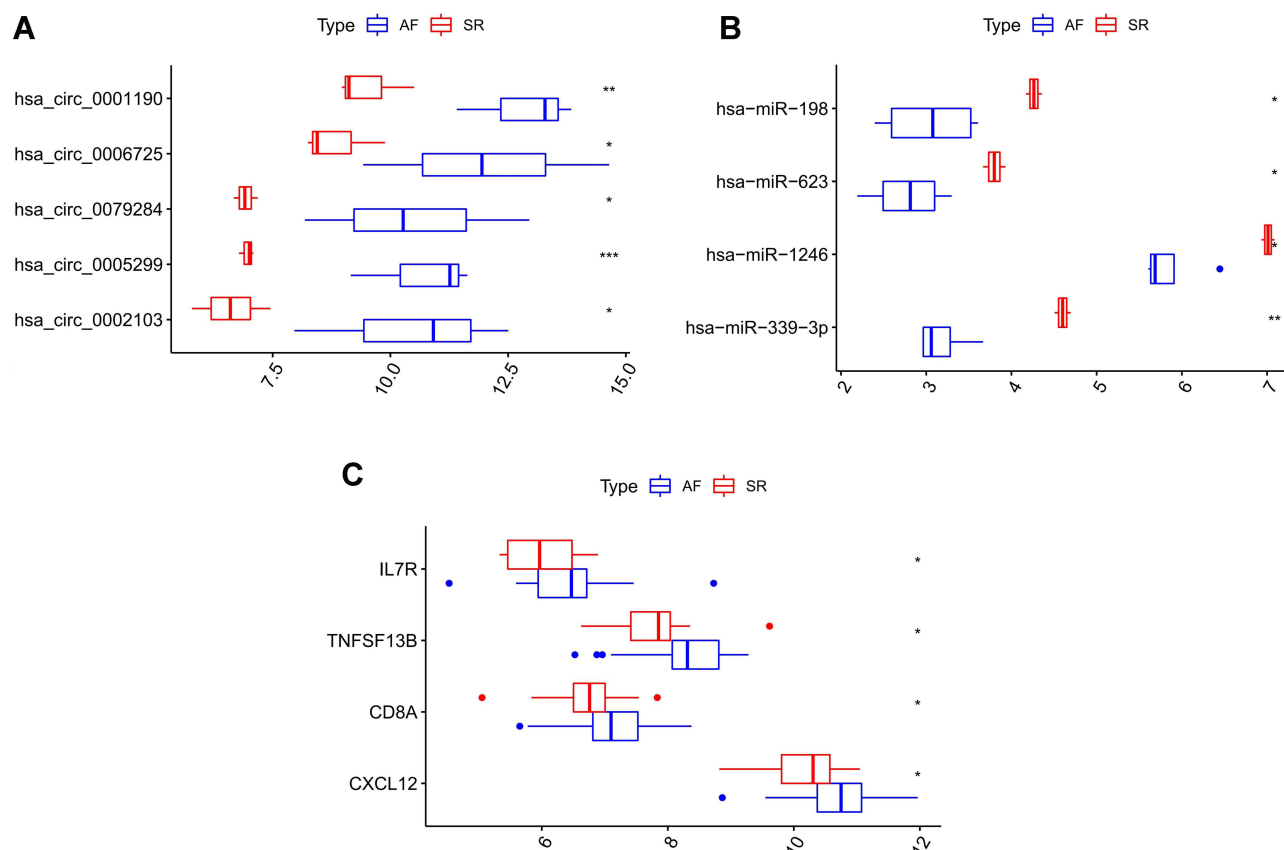 A
Type AF SR
hsa_circ_0001190 **
hsa_circ_0006725 *
hsa_circ_0079284 *
hsa_circ_0005299 ***
hsa_circ_0002103 *
7.5 10.0 12.5 15.0
B
Type AF SR
hsa−miR−198 *
hsa−miR−623 *
hsa−miR−1246 *
hsa−miR−339−3p **
2 3 4 5 6 7
C
Type AF SR
IL7R *
TNFSF13B *
CD8A *
CXCL12 *
6 8 10 12